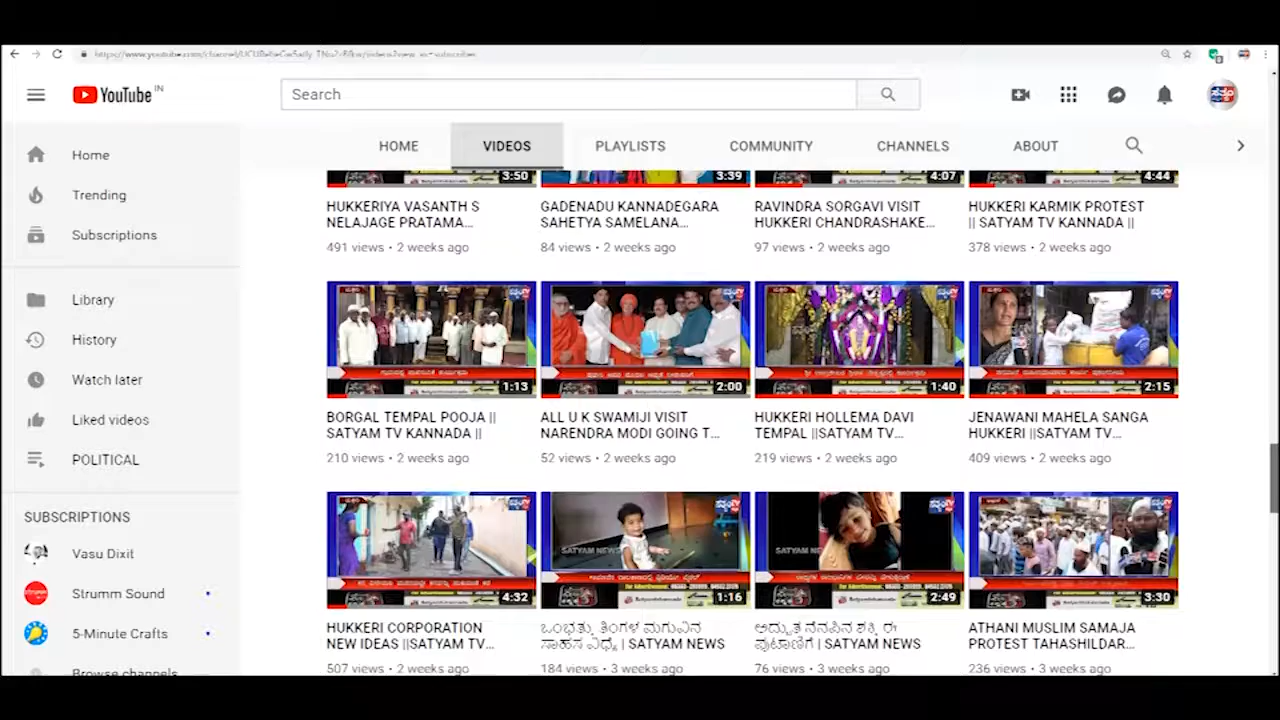 YouTube IN
Search
HOME VIDEOS PLAYLISTS COMMUNITY CHANNELS ABOUT
Home
Trending
Subscriptions
Library
History
Watch later
Liked videos
POLITICAL
SUBSCRIPTIONS
Vasu Dixit
Strumm Sound
5-Minute Crafts
Browse channels
3:50 3:39 4:07 4:44
HUKKERIYA VASANTH S
NELAJAGE PRATAMA...
491 views • 2 weeks ago
GADENADU KANNADEGARA
SAHETYA SAMELANA...
84 views • 2 weeks ago
RAVINDRA SORGAVI VISIT
HUKKERI CHANDRASHAKE...
97 views • 2 weeks ago
HUKKERI KARMIK PROTEST
|| SATYAM TV KANNADA ||
378 views • 2 weeks ago
1:13 2:00 1:40 2:15
BORGAL TEMPAL POOJA ||
SATYAM TV KANNADA ||
210 views • 2 weeks ago
ALL U K SWAMIJI VISIT
NARENDRA MODI GOING T...
52 views • 2 weeks ago
HUKKERI HOLLEMA DAVI
TEMPAL ||SATYAM TV...
219 views • 2 weeks ago
JENAWANI MAHELA SANGA
HUKKERI ||SATYAM TV...
409 views • 2 weeks ago
SATYAM NEWS
4:32 1:16 2:49 3:30
HUKKERI CORPORATION
NEW IDEAS ||SATYAM TV...
507 views • 2 weeks ago
ಒಂಭತ್ತು ತಿಂಗಳ ಮಗುವಿನ
ಸಾಹಸ ವಿಧ್ಯೆ | SATYAM NEWS
184 views • 3 weeks ago
ಅದ್ಬುತ ನೆನಪಿನ ಶಕ್ತಿ ಈ
ಪುಟಾಣಿಗೆ | SATYAM NEWS
76 views • 3 weeks ago
ATHANI MUSLIM SAMAJA
PROTEST TAHASHILDAR...
236 views • 3 weeks ago